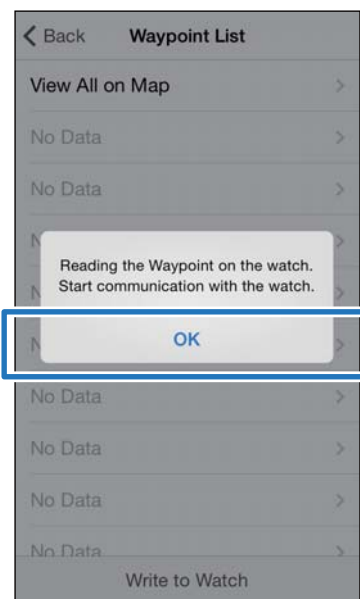 Back Waypoint List
View All on Map
No Data
No Data
N
Reading the Waypoint on the watch.
N
Start communication with the watch.
N
OK
No Data
No Data
No Data
No Data
Write to Watch